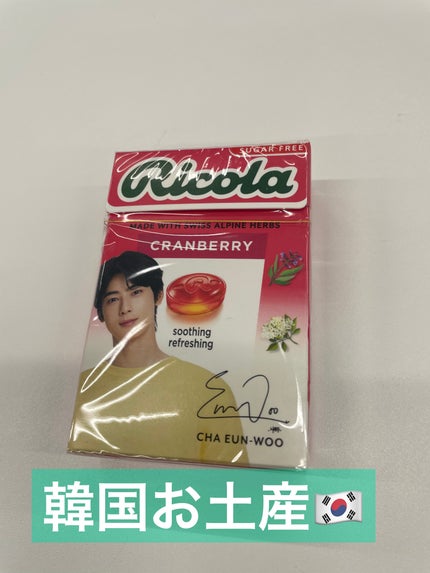 SUGAR FREE
Ricola
MADE WITH SWISS ALPINE HERBS
CRANBERRY
soothing
refreshing
CHA EUN-WOO
韓国お土産🇰🇷